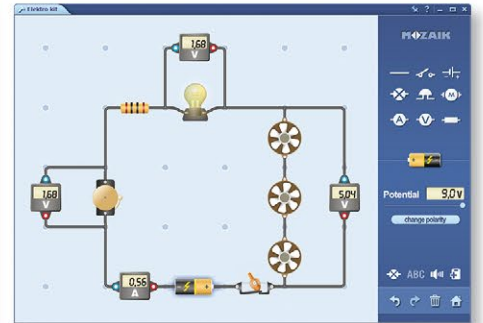 Elektro kit
MOZAIK
1,68
V
M
A
V
1,68
V
5,04
V
Potential 9,0 V
change polarity
0,56
A
ABC